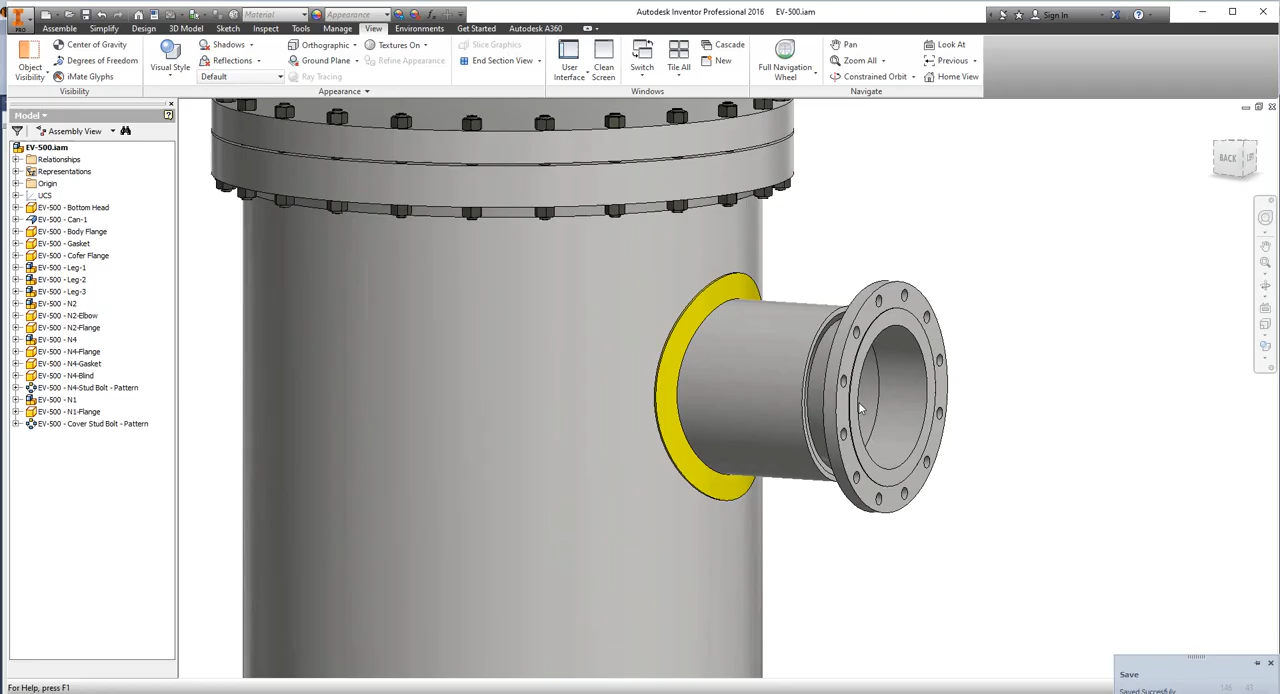 Material
Appearance
Autodesk Inventor Professional 2016 EV-500.iam
Sign In
PRO
Assemble Simplify Design 3D Model Sketch Inspect Tools Manage View Environments Get Started Autodesk A360
Object Visibility
Center of Gravity
Degrees of Freedom
iMate Glyphs
Visibility
Visual Style
Shadows
Reflections
Default
Orthographic
Ground Plane
Ray Tracing
Textures On
Refine Appearance
Appearance
Slice Graphics
End Section View
User Interface
Clean Screen
Switch
Tile All
Cascade
New
Windows
Full Navigation Wheel
Pan
Zoom All
Constrained Orbit
Look At
Previous
Home View
Navigate
Model
Assembly View
EV-500.iam
Relationships
Representations
Origin
UCS
EV-500 - Bottom Head
EV-500 - Can-1
EV-500 - Body Flange
EV-500 - Gasket
EV-500 - Cofer Flange
EV-500 - Leg-1
EV-500 - Leg-2
EV-500 - Leg-3
EV-500 - N2
EV-500 - N2-Elbow
EV-500 - N2-Flange
EV-500 - N4
EV-500 - N4-Flange
EV-500 - N4-Gasket
EV-500 - N4-Blind
EV-500 - N4-Stud Bolt - Pattern
EV-500 - N1
EV-500 - N1-Flange
EV-500 - Cover Stud Bolt - Pattern
BACK
Save
Saved Succesfuly
For Help, press F1